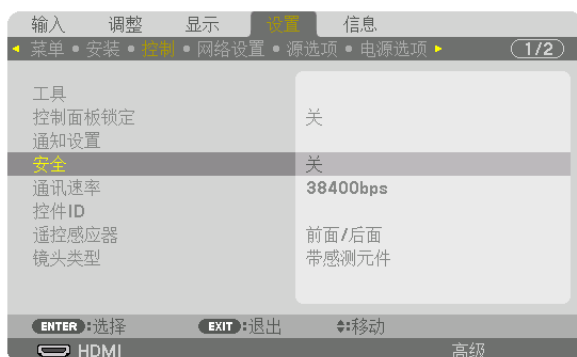 输入 调整 显示 设置 信息
菜单 • 安装 • 控制 • 网络设置 • 源选项 • 电源选项 1/2
工具
控制面板锁定 关
通知设置
安全 关
通讯速率 38400bps
控件ID
遥控感应器 前面/后面
镜头类型 带感测元件
ENTER:选择 EXIT:退出 :移动
HDMI 高级